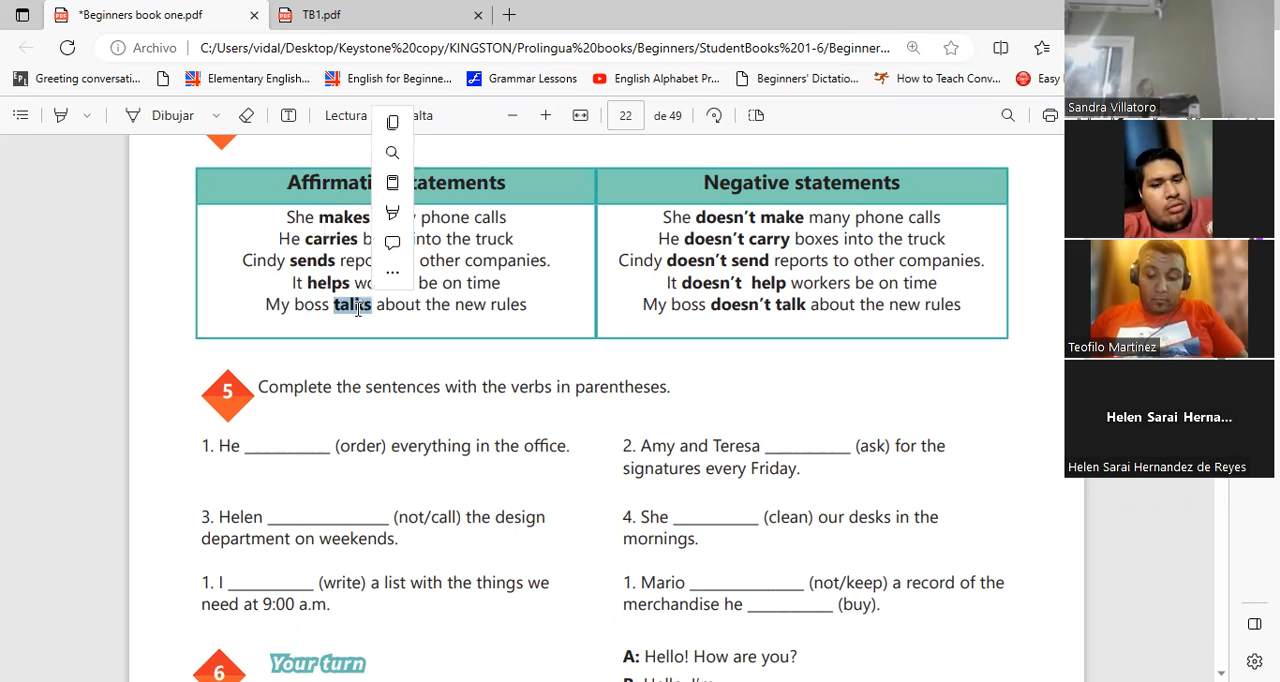 *Beginners book one.pdf
TB1.pdf
Archivo
C:/Users/vidal/Desktop/Keystone%20copy/KINGSTON/Prolingua%20books/Beginners/StudentBooks%201-6/Beginner...
Greeting conversati...
Elementary English...
English for Beginne...
Grammar Lessons
English Alphabet Pr...
Beginners' Dictatio...
How to Teach Conv...
Easy
Dibujar
Lectura
alta
22
de 49
Affirmati
tatements
Negative statements
She makes
phone calls
She doesn't make many phone calls
He carries b
into the truck
He doesn't carry boxes into the truck
Cindy sends repo
other companies.
Cindy doesn't send reports to other companies.
It helps wo
be on time
It doesn't help workers be on time
My boss talks about the new rules
My boss doesn't talk about the new rules
5
Complete the sentences with the verbs in parentheses.
1. He __________ (order) everything in the office.
2. Amy and Teresa __________ (ask) for the
signatures every Friday.
3. Helen ______________ (not/call) the design
department on weekends.
4. She __________ (clean) our desks in the
mornings.
1. I __________ (write) a list with the things we
need at 9:00 a.m.
1. Mario _____________ (not/keep) a record of the
merchandise he __________ (buy).
6
Your turn
A: Hello! How are you?
Sandra Villatoro
Teofilo Martinez
Helen Sarai Herna...
Helen Sarai Hernandez de Reyes